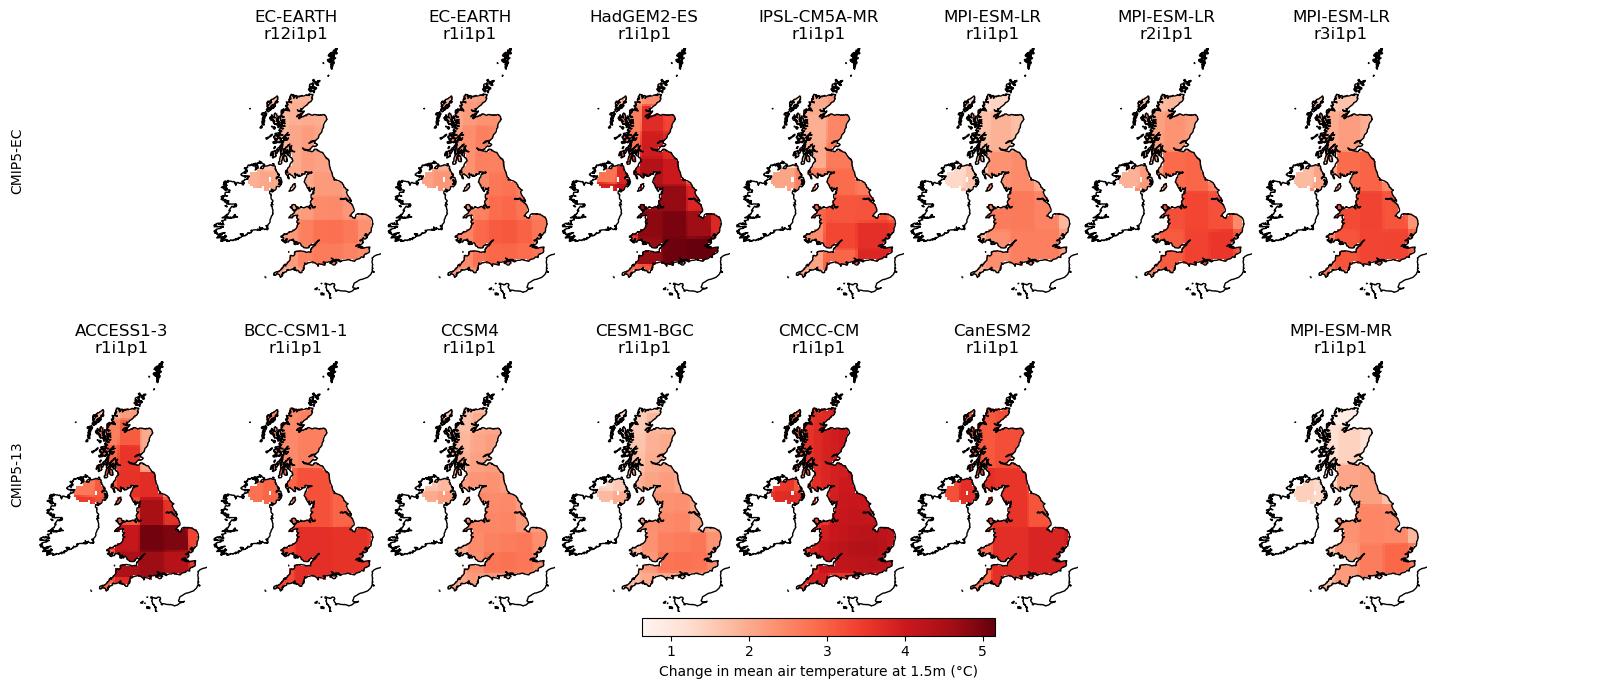 EC-EARTH
r12i1p1
EC-EARTH
r1i1p1
HadGEM2-ES
r1i1p1
IPSL-CM5A-MR
r1i1p1
MPI-ESM-LR
r1i1p1
MPI-ESM-LR
r2i1p1
MPI-ESM-LR
r3i1p1
CMIP5-EC
ACCESS1-3
r1i1p1
BCC-CSM1-1
r1i1p1
CCSM4
r1i1p1
CESM1-BGC
r1i1p1
CMCC-CM
r1i1p1
CanESM2
r1i1p1
MPI-ESM-MR
r1i1p1
CMIP5-13
1 2 3 4 5
Change in mean air temperature at 1.5m (°C)